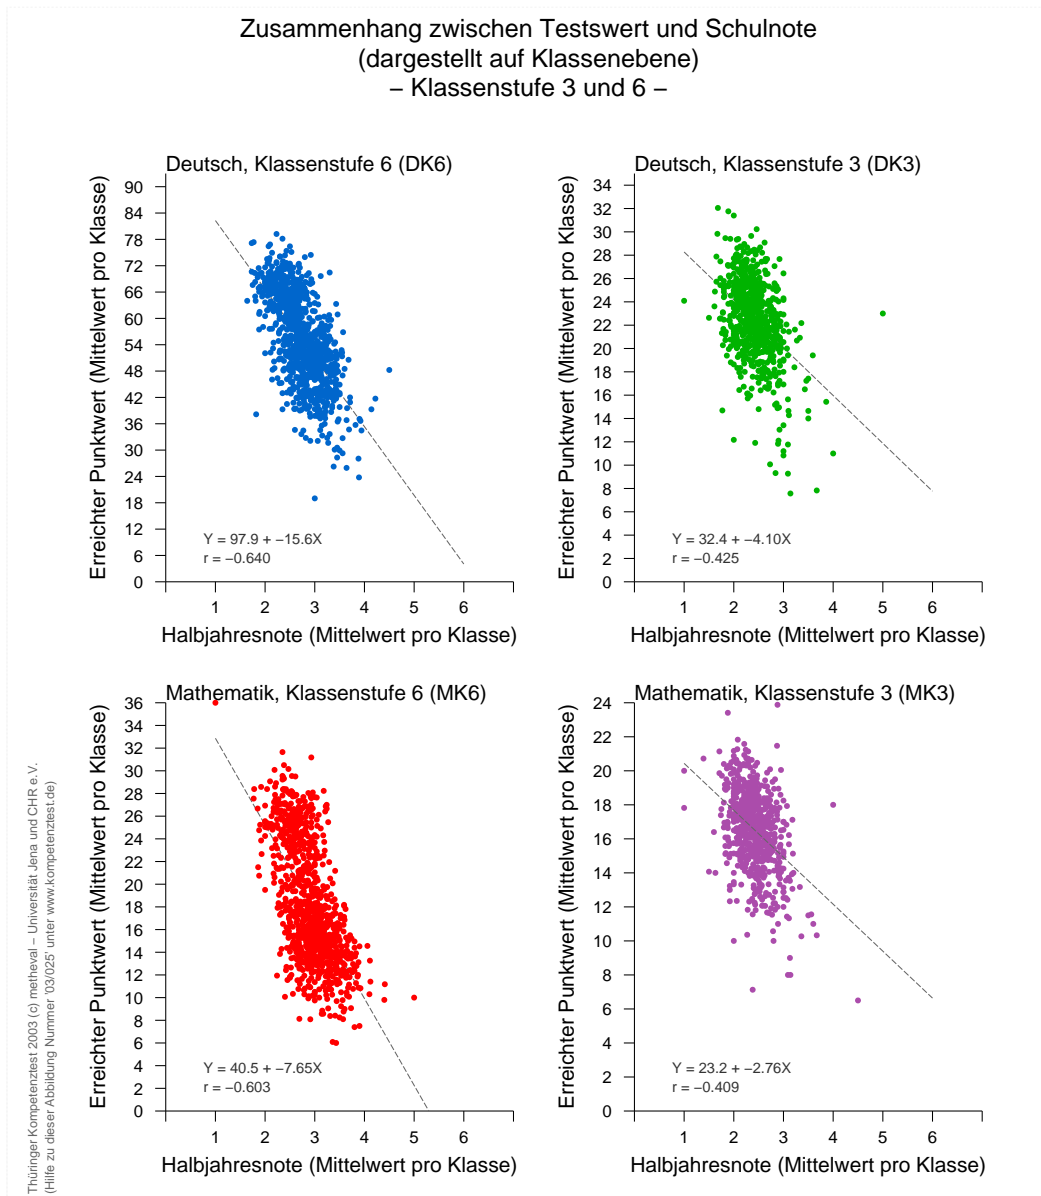 Zusammenhang zwischen Testswert und Schulnote
(dargestellt auf Klassenebene)
– Klassenstufe 3 und 6 –
Deutsch, Klassenstufe 6 (DK6)
Erreichter Punktwert (Mittelwert pro Klasse)
90
84
78
72
66
60
54
48
42
36
30
24
18
12
6
0
Y = 97.9 + −15.6X
r = −0.640
1 2 3 4 5 6
Halbjahresnote (Mittelwert pro Klasse)
Deutsch, Klassenstufe 3 (DK3)
Erreichter Punktwert (Mittelwert pro Klasse)
34
32
30
28
26
24
22
20
18
16
14
12
10
8
6
4
2
0
Y = 32.4 + −4.10X
r = −0.425
1 2 3 4 5 6
Halbjahresnote (Mittelwert pro Klasse)
Mathematik, Klassenstufe 6 (MK6)
Erreichter Punktwert (Mittelwert pro Klasse)
36
34
32
30
28
26
24
22
20
18
16
14
12
10
8
6
4
2
0
Y = 40.5 + −7.65X
r = −0.603
1 2 3 4 5 6
Halbjahresnote (Mittelwert pro Klasse)
Mathematik, Klassenstufe 3 (MK3)
Erreichter Punktwert (Mittelwert pro Klasse)
24
22
20
18
16
14
12
10
8
6
4
2
0
Y = 23.2 + −2.76X
r = −0.409
1 2 3 4 5 6
Halbjahresnote (Mittelwert pro Klasse)
Thüringer Kompetenztest 2003 (c) metheval – Universität Jena und CHR e.V.
(Hilfe zu dieser Abbildung Nummer '03/025' unter www.kompetenztest.de)